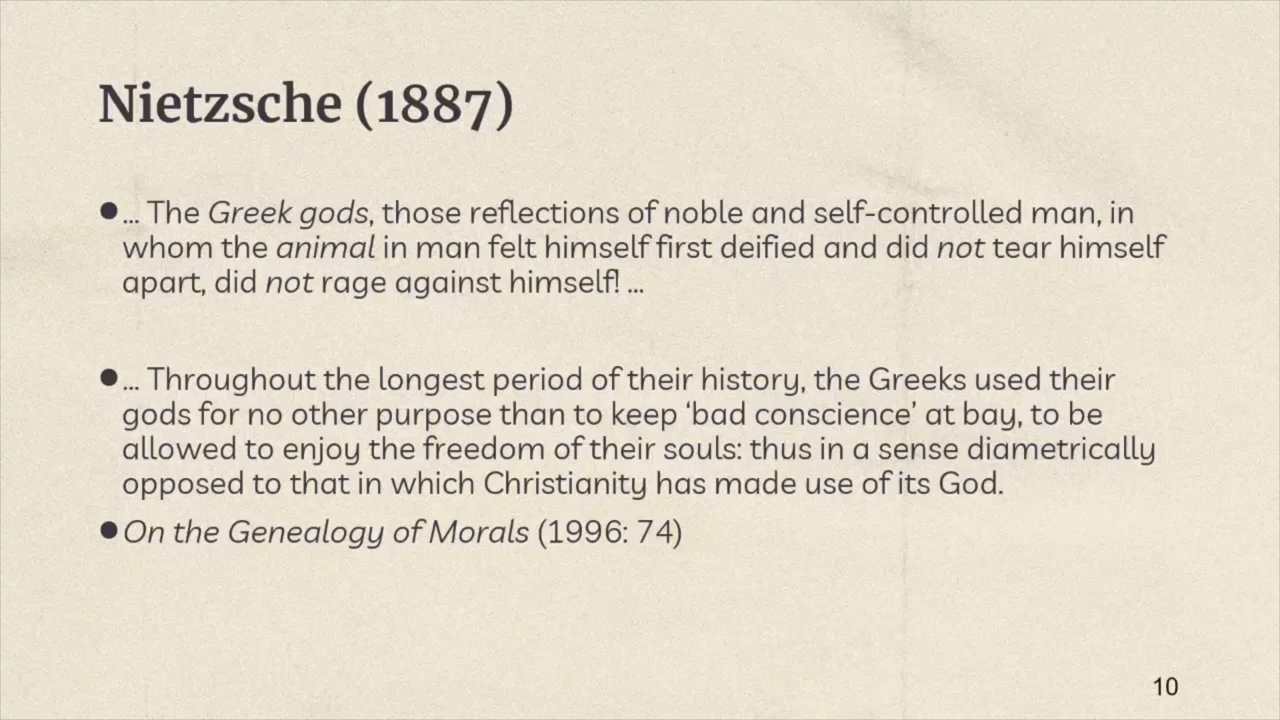 Nietzsche (1887)
●... The Greek gods, those reflections of noble and self-controlled man, in
whom the animal in man felt himself first deified and did not tear himself
apart, did not rage against himself! ...
●... Throughout the longest period of their history, the Greeks used their
gods for no other purpose than to keep ‘bad conscience’ at bay, to be
allowed to enjoy the freedom of their souls: thus in a sense diametrically
opposed to that in which Christianity has made use of its God.
●On the Genealogy of Morals (1996: 74)
10